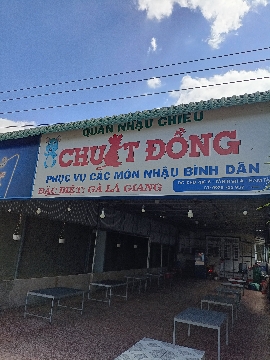 QUÁN NHẬU CHIỀU
CHUỘT ĐỒNG
PHỤC VỤ CÁC MÓN NHẬU BÌNH DÂN
ĐẶC BIỆT: GÀ LÁ GIANG